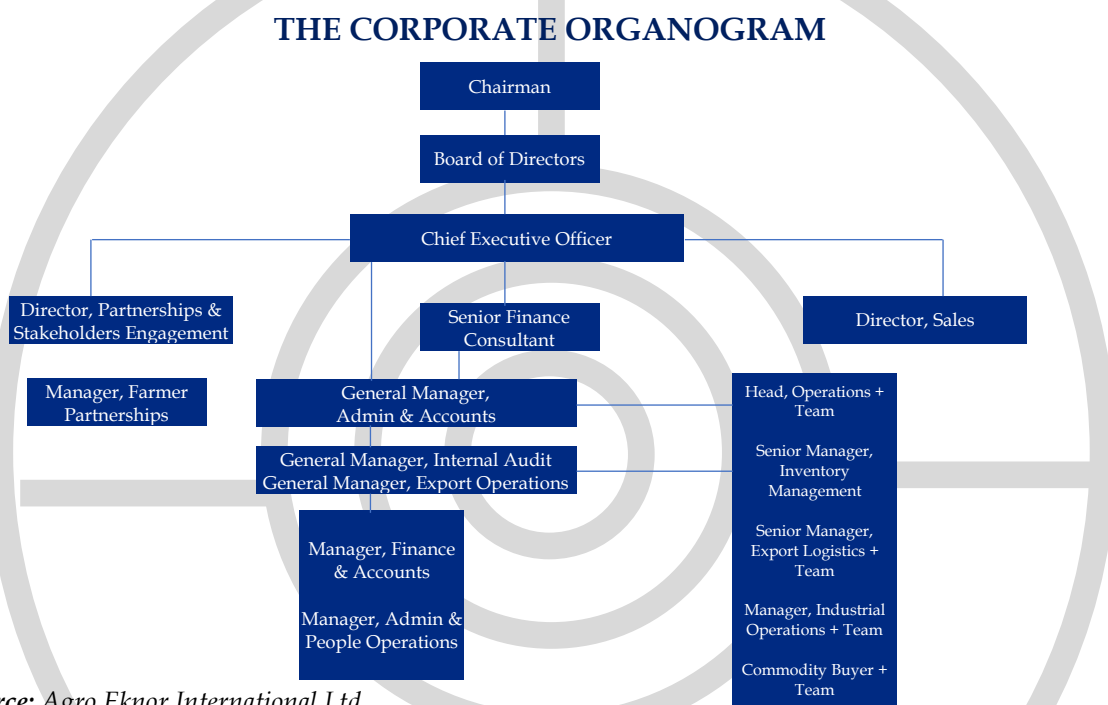 THE CORPORATE ORGANOGRAM
Chairman
Board of Directors
Chief Executive Officer
Director, Partnerships &
Stakeholders Engagement
Senior Finance
Consultant
Director, Sales
Manager, Farmer
Partnerships
General Manager,
Admin & Accounts
General Manager, Internal Audit
General Manager, Export Operations
Manager, Finance
& Accounts
Manager, Admin &
People Operations
Head, Operations +
Team
Senior Manager,
Inventory
Management
Senior Manager,
Export Logistics +
Team
Manager, Industrial
Operations + Team
Commodity Buyer +
Team
rce: Agro Eknor International Ltd